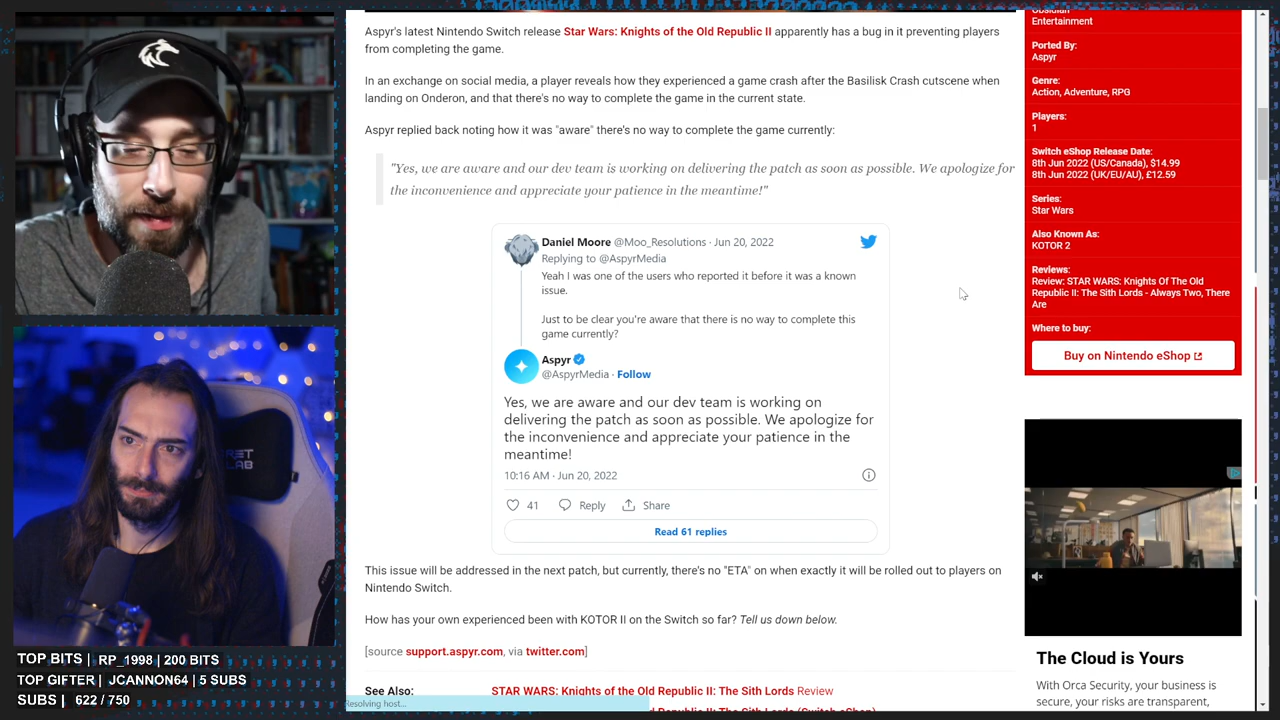 Aspyr's latest Nintendo Switch release Star Wars: Knights of the Old Republic II apparently has a bug in it preventing players
from completing the game.
In an exchange on social media, a player reveals how they experienced a game crash after the Basilisk Crash cutscene when
landing on Onderon, and that there's no way to complete the game in the current state.
Aspyr replied back noting how it was "aware" there's no way to complete the game currently:
"Yes, we are aware and our dev team is working on delivering the patch as soon as possible. We apologize for
the inconvenience and appreciate your patience in the meantime!"
Daniel Moore @Moo_Resolutions · Jun 20, 2022
Replying to @AspyrMedia
Yeah I was one of the users who reported it before it was a known
issue.
Just to be clear you're aware that there is no way to complete this
game currently?
Aspyr
@AspyrMedia · Follow
Yes, we are aware and our dev team is working on
delivering the patch as soon as possible. We apologize for
the inconvenience and appreciate your patience in the
meantime!
10:16 AM · Jun 20, 2022
41 Reply Share
Read 61 replies
This issue will be addressed in the next patch, but currently, there's no "ETA" on when exactly it will be rolled out to players on
Nintendo Switch.
How has your own experienced been with KOTOR II on the Switch so far? Tell us down below.
[source support.aspyr.com, via twitter.com]
See Also: STAR WARS: Knights of the Old Republic II: The Sith Lords Review
Republic II: The Sith Lords (Switch eShop)
Resolving host...
Obsidian
Entertainment
Ported By:
Aspyr
Genre:
Action, Adventure, RPG
Players:
1
Switch eShop Release Date:
8th Jun 2022 (US/Canada), $14.99
8th Jun 2022 (UK/EU/AU), £12.59
Series:
Star Wars
Also Known As:
KOTOR 2
Reviews:
Review: STAR WARS: Knights Of The Old
Republic II: The Sith Lords - Always Two, There
Are
Where to buy:
Buy on Nintendo eShop
The Cloud is Yours
With Orca Security, your business is
secure, your risks are transparent,
TOP BITS | RP_1998 | 200 BITS
TOP GIFTER | JCANNON64 | 5 SUBS
SUBS | 622 / 750